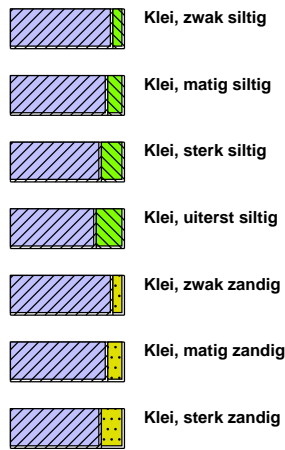 Klei, zwak siltig
Klei, matig siltig
Klei, sterk siltig
Klei, uiterst siltig
Klei, zwak zandig
Klei, matig zandig
Klei, sterk zandig